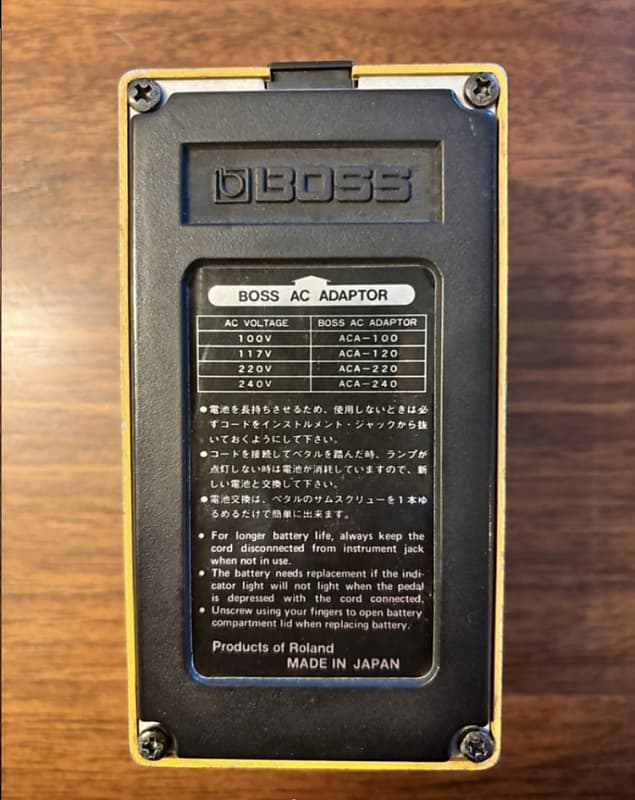 BOSS
BOSS AC ADAPTOR
AC VOLTAGE BOSS AC ADAPTOR
100V ACA-100
117V ACA-120
220V ACA-220
240V ACA-240
●電池を長持ちさせるため、使用しないときは必
ずコードをインストルメント・ジャックから抜
いておくようにして下さい。
●コードを接続してペタルを踏んだ時、ランプが
点灯しない時は電池が消耗していますので、新
しい電池と交換して下さい。
●電池交換は、ペタルのサムスクリューを1本ゆ
るめるだけで簡単に出来ます。
● For longer battery life, always keep the
cord disconnected from instrument jack
when not in use.
● The battery needs replacement if the indi-
cator light will not light when the pedal
is depressed with the cord connected.
● Unscrew using your fingers to open battery
compartment lid when replacing battery.
Products of Roland
MADE IN JAPAN